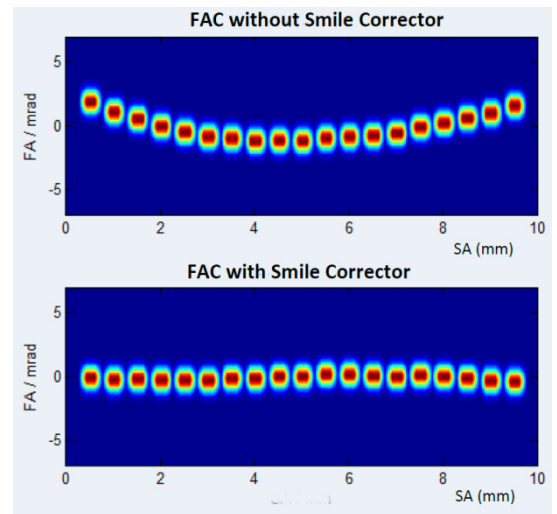 FAC without Smile Corrector
5
0
-5
FA / mrad
0 2 4 6 8 10
SA (mm)
FAC with Smile Corrector
5
0
-5
FA / mrad
0 2 4 6 8 10
SA (mm)